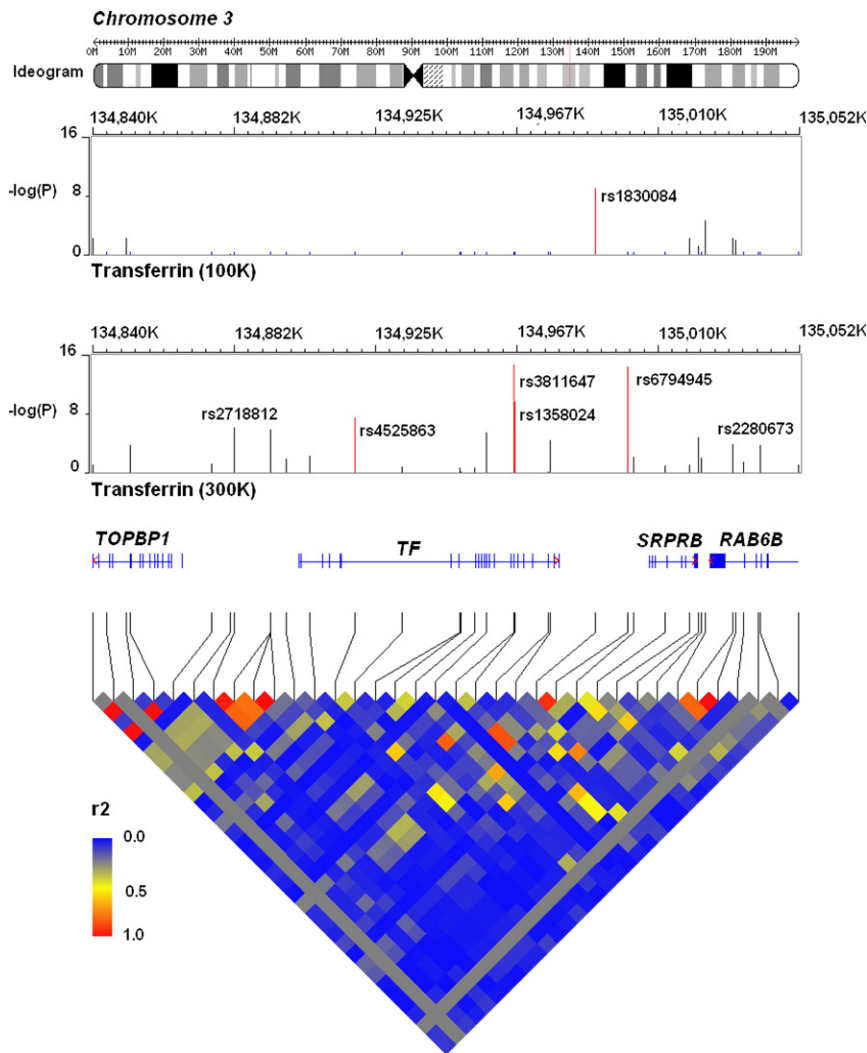 Chromosome 3
0M 10M 20M 30M 40M 50M 60M 70M 80M 90M 100M 110M 120M 130M 140M 150M 160M 170M 180M 190M
Ideogram
134,840K 134,882K 134,925K 134,967K 135,010K 135,052K
16
-log(P) 8
rs1830084
0
Transferrin (100K)
134,840K 134,882K 134,925K 134,967K 135,010K 135,052K
16
rs3811647 rs6794945
-log(P) 8
rs2718812 rs4525863 rs1358024 rs2280673
0
Transferrin (300K)
TOPBP1 TF SRPRB RAB6B
r2
0.0
0.5
1.0